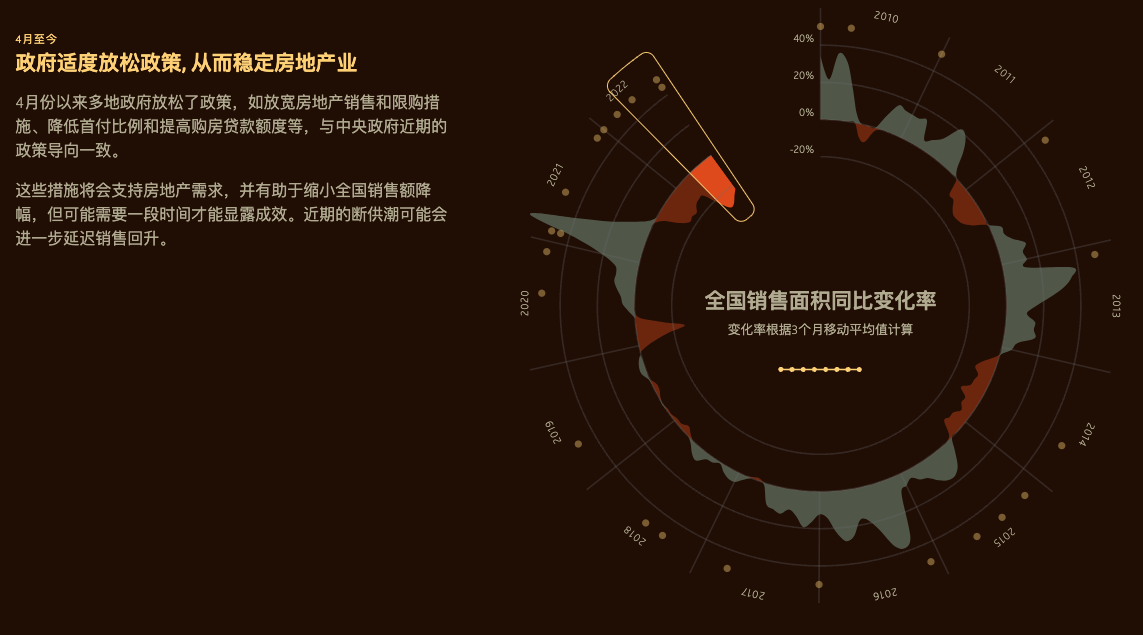 4月至今
政府适度放松政策, 从而稳定房地产业
4月份以来多地政府放松了政策，如放宽房地产销售和限购措
施、降低首付比例和提高购房贷款额度等，与中央政府近期的
政策导向一致。
这些措施将会支持房地产需求，并有助于缩小全国销售额降
幅，但可能需要一段时间才能显露成效。近期的断供潮可能会
进一步延迟销售回升。
40%
20%
0%
-20%
2010
2011
2012
2013
2014
2015
2016
2017
2018
2019
2020
2021
2022
全国销售面积同比变化率
变化率根据3个月移动平均值计算